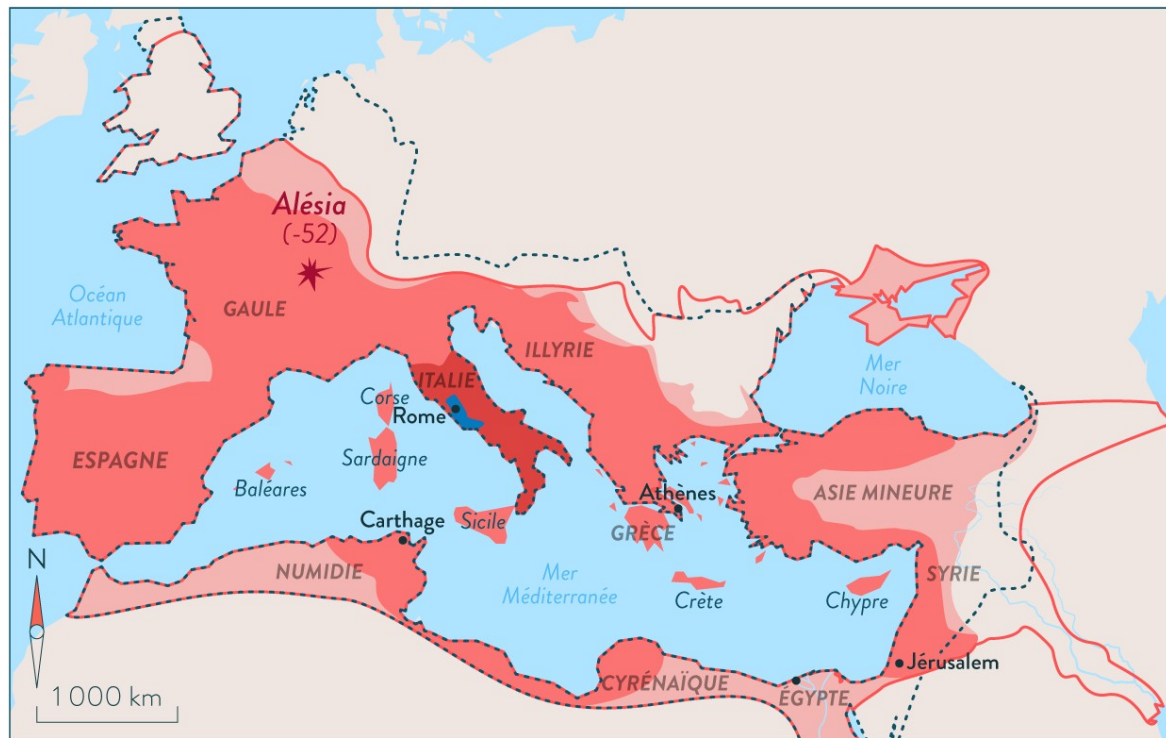 Alésia
(-52)
Océan
Atlantique
GAULE
ILLYRIE
Mer
Noire
ITALIE
Corse
Rome
ESPAGNE
Sardaigne
Baléares
ASIE MINEURE
Athènes
Carthage
Sicile
GRÈCE
N
NUMIDIE
Mer
Méditerranée
Crète
Chypre
SYRIE
Jérusalem
CYRÉNAÏQUE
ÉGYPTE
1 000 km